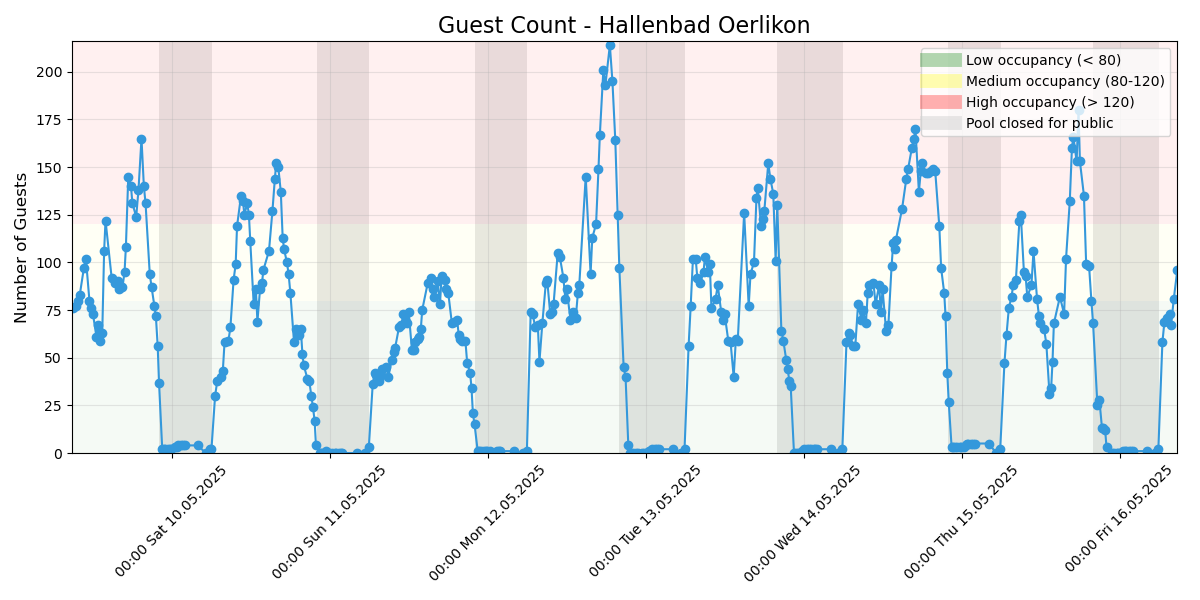 Guest Count - Hallenbad Oerlikon
Number of Guests
200
175
150
125
100
75
50
25
0
Low occupancy (< 80)
Medium occupancy (80-120)
High occupancy (> 120)
Pool closed for public
00:00 Sat 10.05.2025
00:00 Sun 11.05.2025
00:00 Mon 12.05.2025
00:00 Tue 13.05.2025
00:00 Wed 14.05.2025
00:00 Thu 15.05.2025
00:00 Fri 16.05.2025